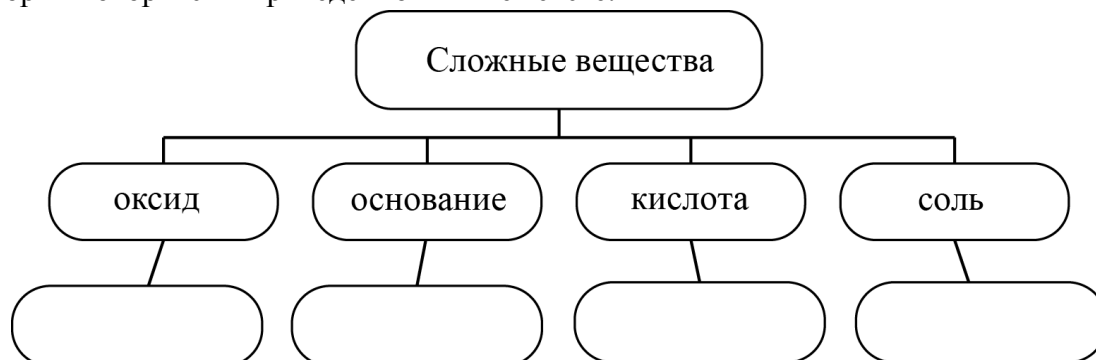 Сложные вещества
оксид
основание
кислота
соль